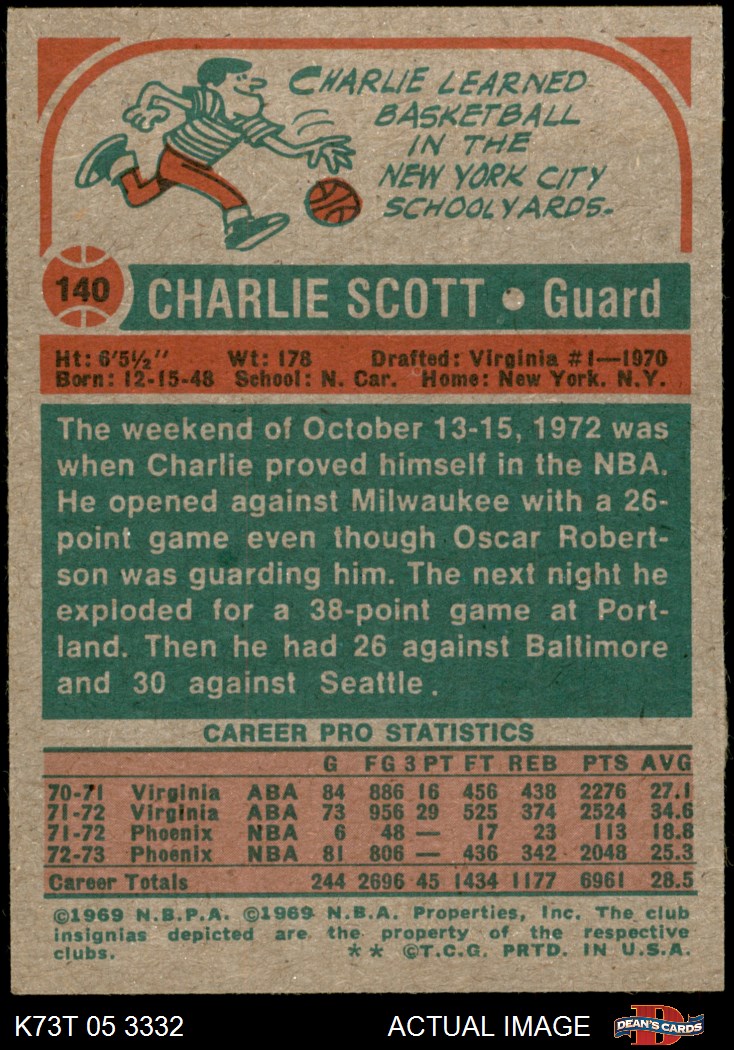 CHARLIE LEARNED
BASKETBALL
IN THE
NEW YORK CITY
SCHOOLYARDS.
140 CHARLIE SCOTT • Guard
Ht: 6'5½" Wt: 178 Drafted: Virginia #1—1970
Born: 12-15-48 School: N. Car. Home: New York, N.Y.
The weekend of October 13-15, 1972 was
when Charlie proved himself in the NBA.
He opened against Milwaukee with a 26-
point game even though Oscar Robert-
son was guarding him. The next night he
exploded for a 38-point game at Port-
land. Then he had 26 against Baltimore
and 30 against Seattle.
CAREER PRO STATISTICS
G FG 3 PT FT REB PTS AVG
70-71 Virginia ABA 84 886 16 456 438 2276 27.1
71-72 Virginia ABA 73 956 29 525 374 2524 34.6
71-72 Phoenix NBA 6 48 — 17 23 113 18.8
72-73 Phoenix NBA 81 806 — 436 342 2048 25.3
Career Totals 244 2696 45 1434 1177 6961 28.5
©1969 N.B.P.A. ©1969 N.B.A. Properties, Inc. The club
insignias depicted are the property of the respective
clubs. ** ©T.C.G. PRTD. IN U.S.A.
K73T 05 3332 ACTUAL IMAGE D DEAN'S CARDS